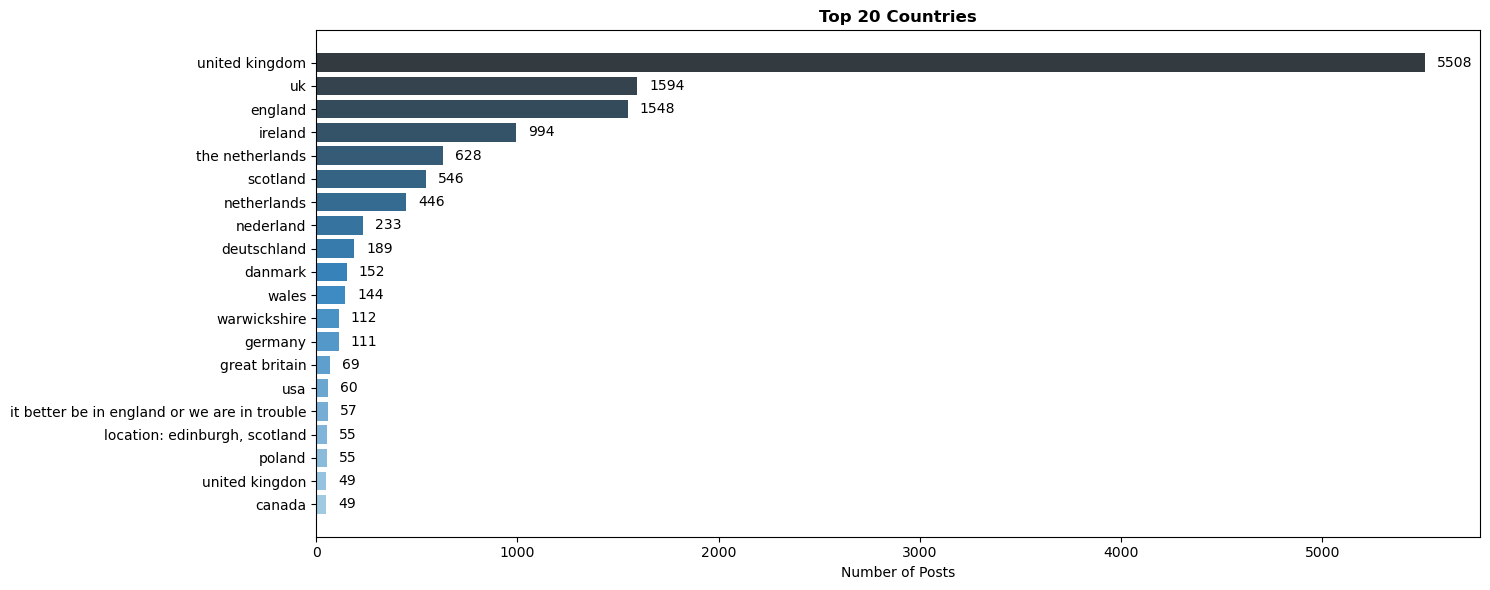 Top 20 Countries
united kingdom 5508
uk 1594
england 1548
ireland 994
the netherlands 628
scotland 546
netherlands 446
nederland 233
deutschland 189
danmark 152
wales 144
warwickshire 112
germany 111
great britain 69
usa 60
it better be in england or we are in trouble 57
location: edinburgh, scotland 55
poland 55
united kingdon 49
canada 49
0 1000 2000 3000 4000 5000
Number of Posts